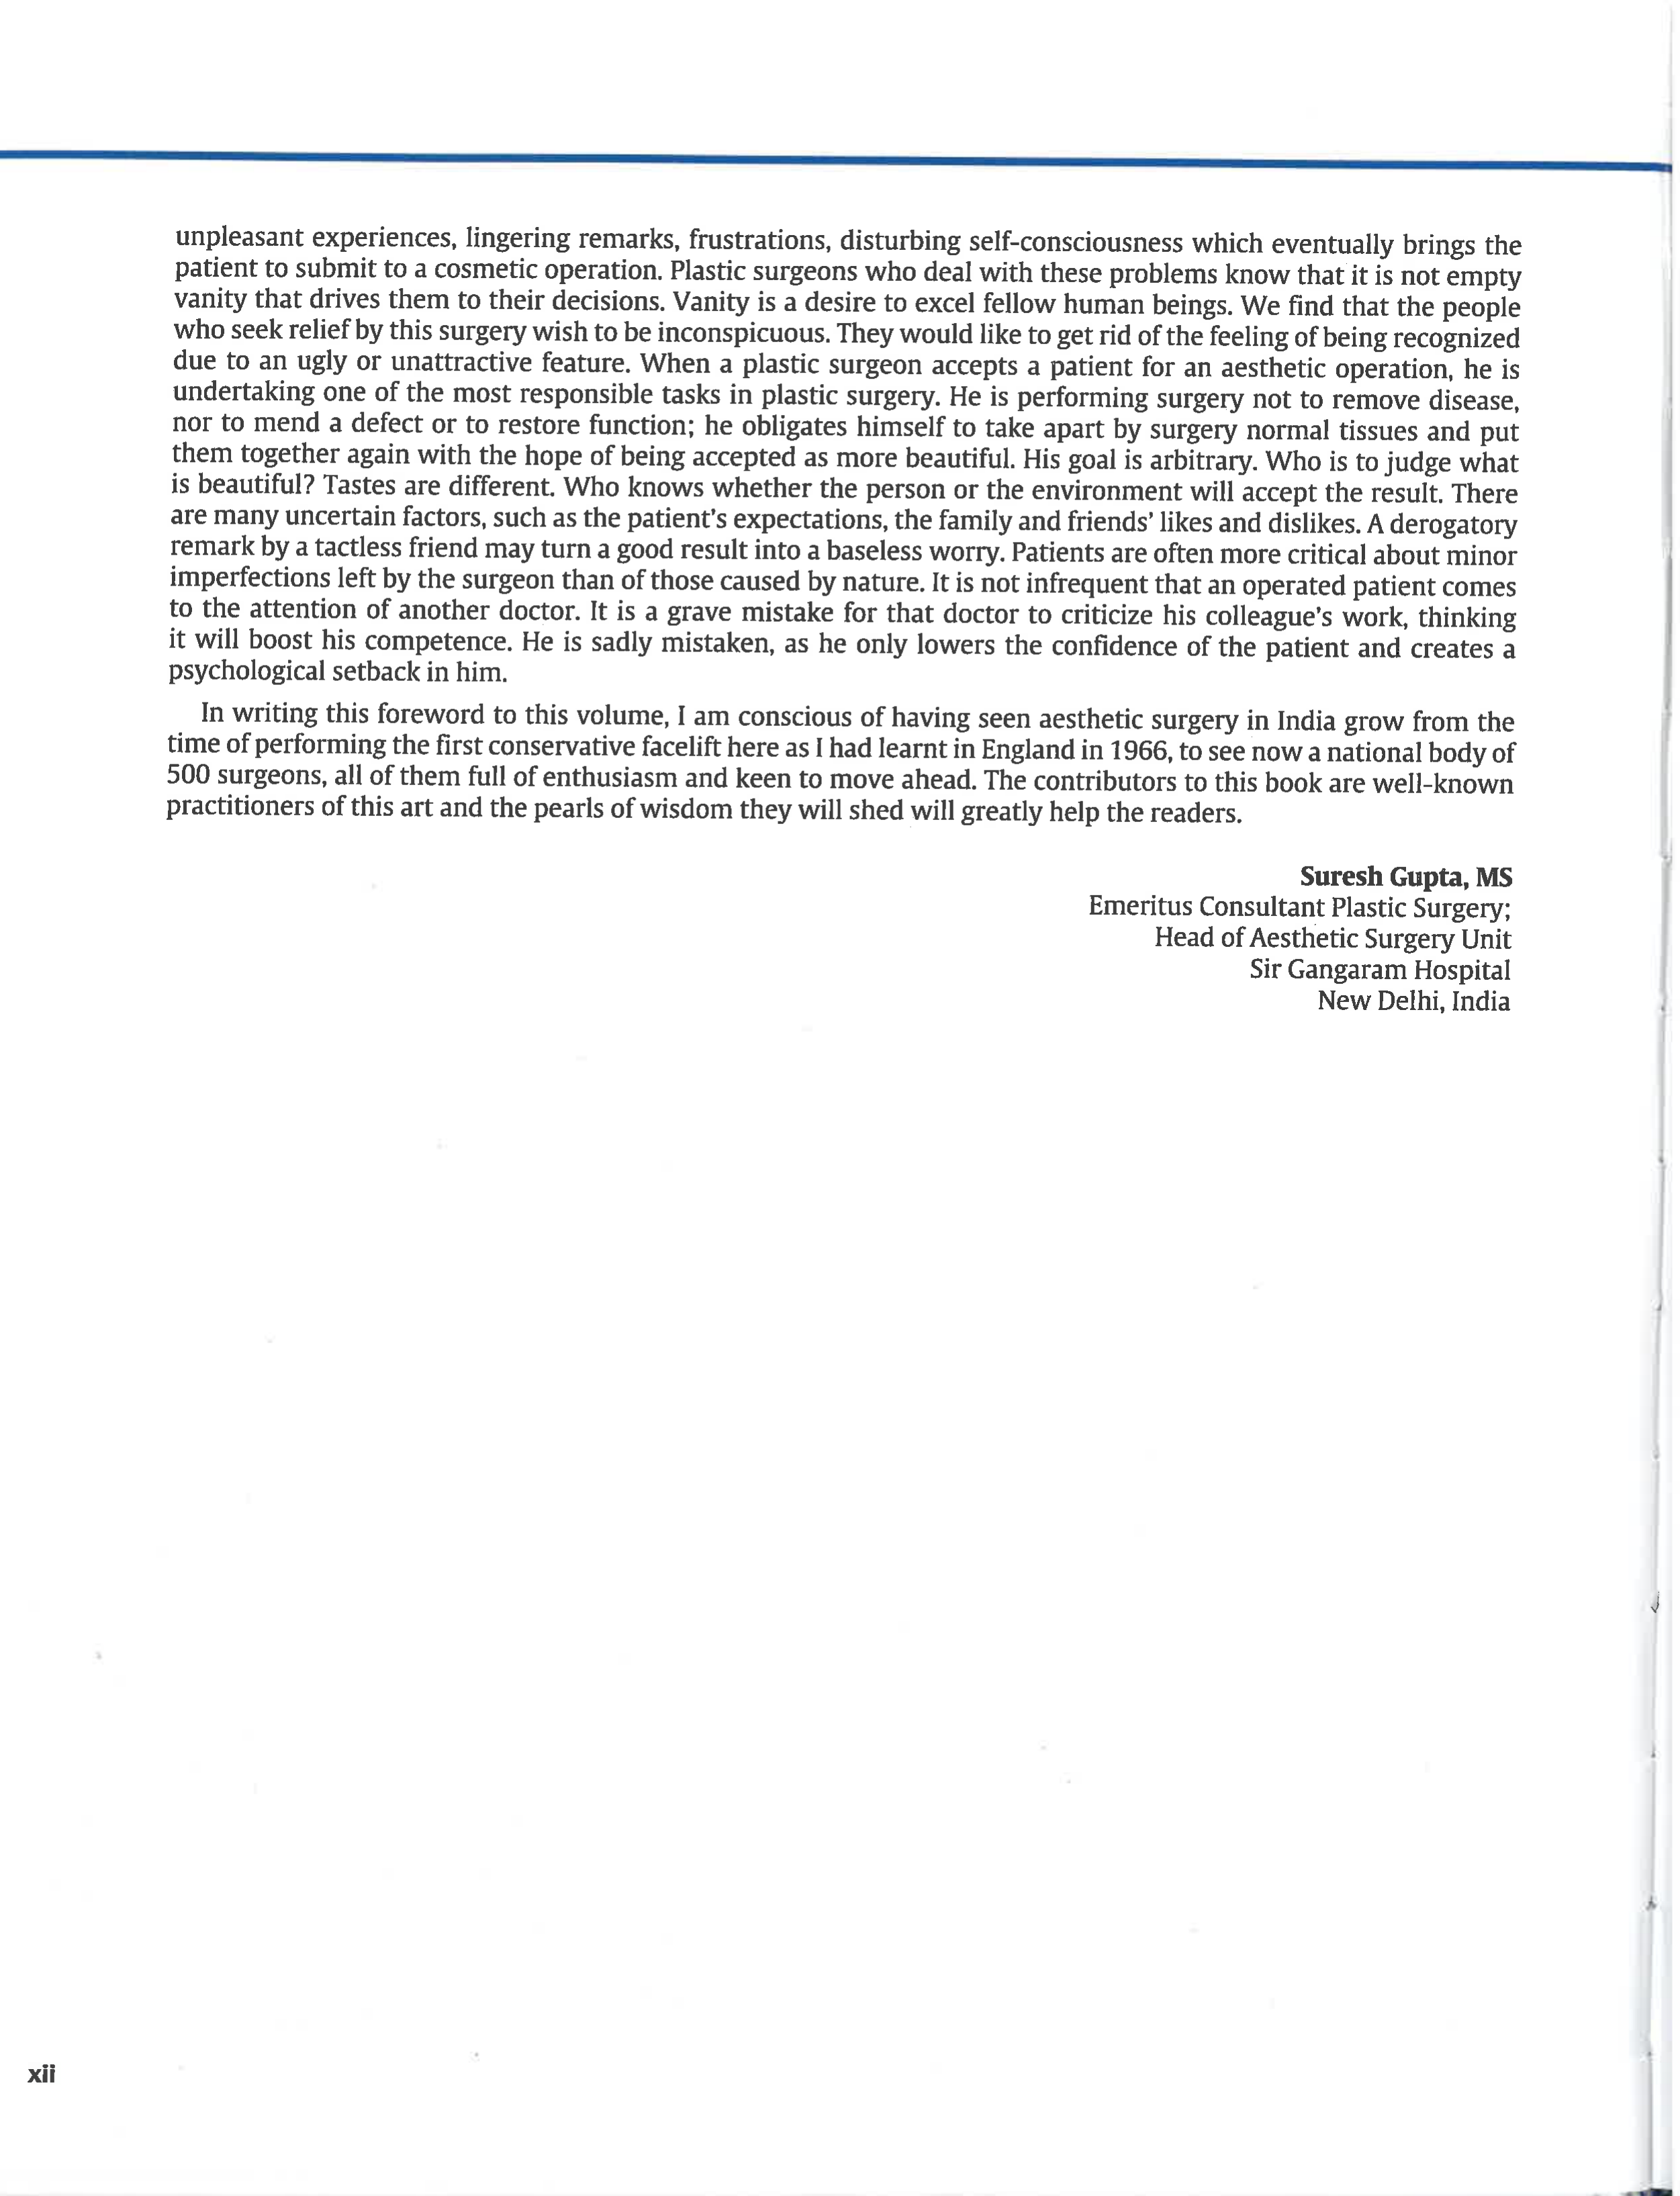 unpleasant experiences, lingering remarks, frustrations, disturbing self-consciousness which eventually brings the
patient to submit to a cosmetic operation. Plastic surgeons who deal with these problems know that it is not empty
vanity that drives them to their decisions. Vanity is a desire to excel fellow human beings. We find that the people
who seek relief by this surgery wish to be inconspicuous. They would like to get rid of the feeling of being recognized
due to an ugly or unattractive feature. When a plastic surgeon accepts a patient for an aesthetic operation, he is
undertaking one of the most responsible tasks in plastic surgery. He is performing surgery not to remove disease,
nor to mend a defect or to restore function; he obligates himself to take apart by surgery normal tissues and put
them together again with the hope of being accepted as more beautiful. His goal is arbitrary. Who is to judge what
is beautiful? Tastes are different. Who knows whether the person or the environment will accept the result. There
are many uncertain factors, such as the patient's expectations, the family and friends' likes and dislikes. A derogatory
remark by a tactless friend may turn a good result into a baseless worry. Patients are often more critical about minor
imperfections left by the surgeon than of those caused by nature. It is not infrequent that an operated patient comes
to the attention of another doctor. It is a grave mistake for that doctor to criticize his colleague's work, thinking
it will boost his competence. He is sadly mistaken, as he only lowers the confidence of the patient and creates a
psychological setback in him.
In writing this foreword to this volume, I am conscious of having seen aesthetic surgery in India grow from the
time of performing the first conservative facelift here as I had learnt in England in 1966, to see now a national body of
500 surgeons, all of them full of enthusiasm and keen to move ahead. The contributors to this book are well-known
practitioners of this art and the pearls of wisdom they will shed will greatly help the readers.
Suresh Gupta, MS
Emeritus Consultant Plastic Surgery;
Head of Aesthetic Surgery Unit
Sir Gangaram Hospital
New Delhi, India
xii